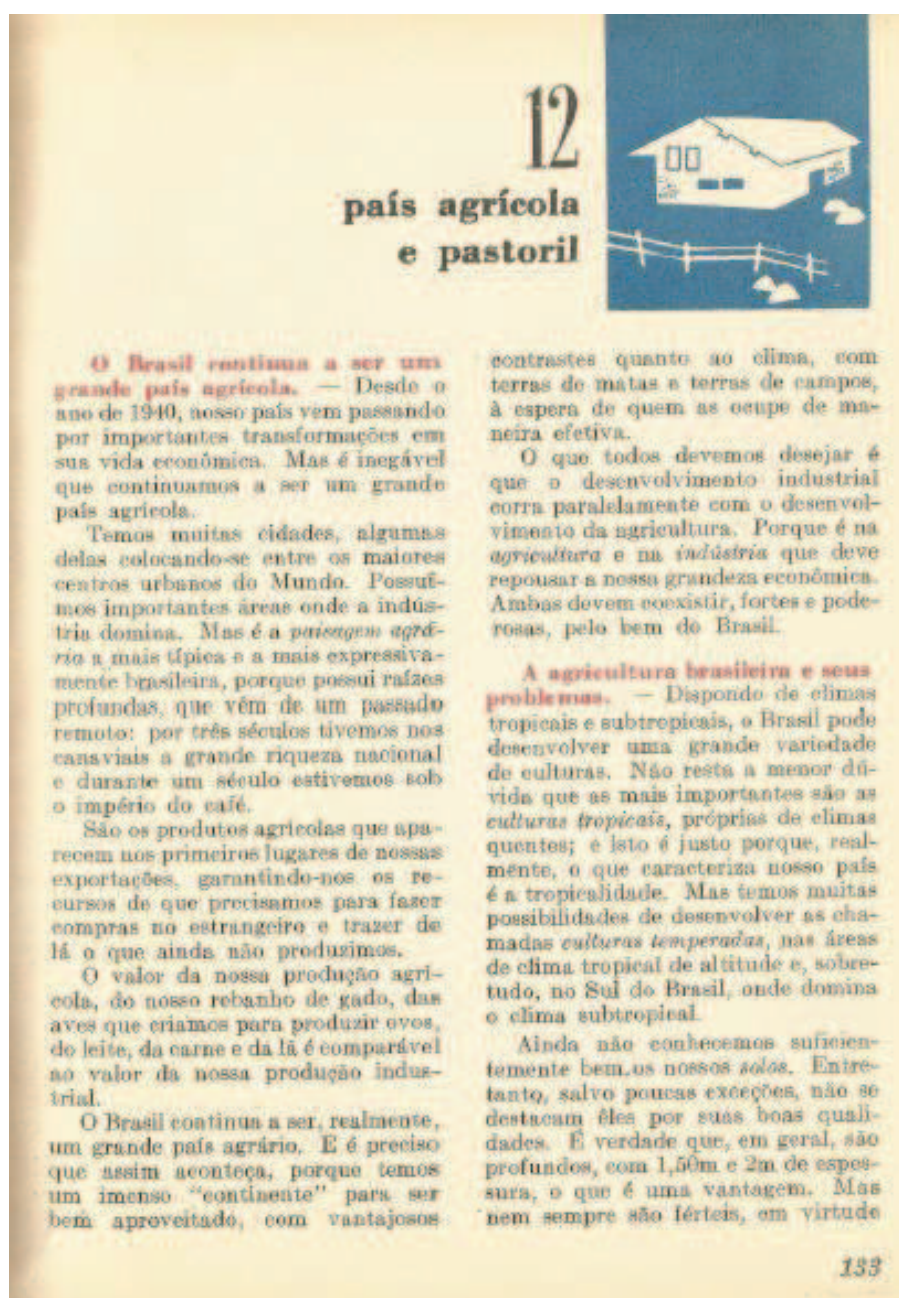 12
país agrícola
e pastoril
O Brasil continua a ser um
grande país agrícola. — Desde o
ano de 1940, nosso país vem passando
por importantes transformações em
sua vida econômica. Mas é inegável
que continuamos a ser um grande
país agrícola.
Temos muitas cidades, algumas
delas colocando-se entre os maiores
centros urbanos do Mundo. Possuí-
mos importantes áreas onde a indús-
tria domina. Mas é a paisagem agrá-
ria a mais típica e a mais expressiva-
mente brasileira, porque possui raízes
profundas, que vêm de um passado
remoto: por três séculos tivemos nos
canaviais a grande riqueza nacional
e durante um século estivemos sob
o império do café.
São os produtos agrícolas que apa-
recem nos primeiros lugares de nossas
exportações, garantindo-nos os re-
cursos de que precisamos para fazer
compras no estrangeiro e trazer de
lá o que ainda não produzimos.
O valor da nossa produção agrí-
cola, do nosso rebanho de gado, das
aves que criamos para produzir ovos,
do leite, da carne e da lã é comparável
ao valor da nossa produção indus-
trial.
O Brasil continua a ser, realmente,
um grande país agrário. E é preciso
que assim aconteça, porque temos
um imenso "continente" para ser
bem aproveitado, com vantajosos
contrastes quanto ao clima, com
terras de matas e terras de campos,
à espera de quem as ocupe de ma-
neira efetiva.
O que todos devemos desejar é
que o desenvolvimento industrial
corra paralelamente com o desenvol-
vimento da agricultura. Porque é na
agricultura e na indústria que deve
repousar a nossa grandeza econômica.
Ambas devem coexistir, fortes e pode-
rosas, pelo bem do Brasil.
A agricultura brasileira e seus
problemas. — Dispondo de climas
tropicais e subtropicais, o Brasil pode
desenvolver uma grande variedade
de culturas. Não resta a menor dú-
vida que as mais importantes são as
culturas tropicais, próprias de climas
quentes; e isto é justo porque, real-
mente, o que caracteriza nosso país
é a tropicalidade. Mas temos muitas
possibilidades de desenvolver as cha-
madas culturas temperadas, nas áreas
de clima tropical de altitude e, sobre-
tudo, no Sul do Brasil, onde domina
o clima subtropical.
Ainda não conhecemos suficien-
temente bem os nossos solos. Entre-
tanto, salvo poucas exceções, não se
destacam êles por suas boas quali-
dades. É verdade que, em geral, são
profundos, com 1,50m e 2m de espes-
sura, o que é uma vantagem. Mas
nem sempre são férteis, em virtude
133